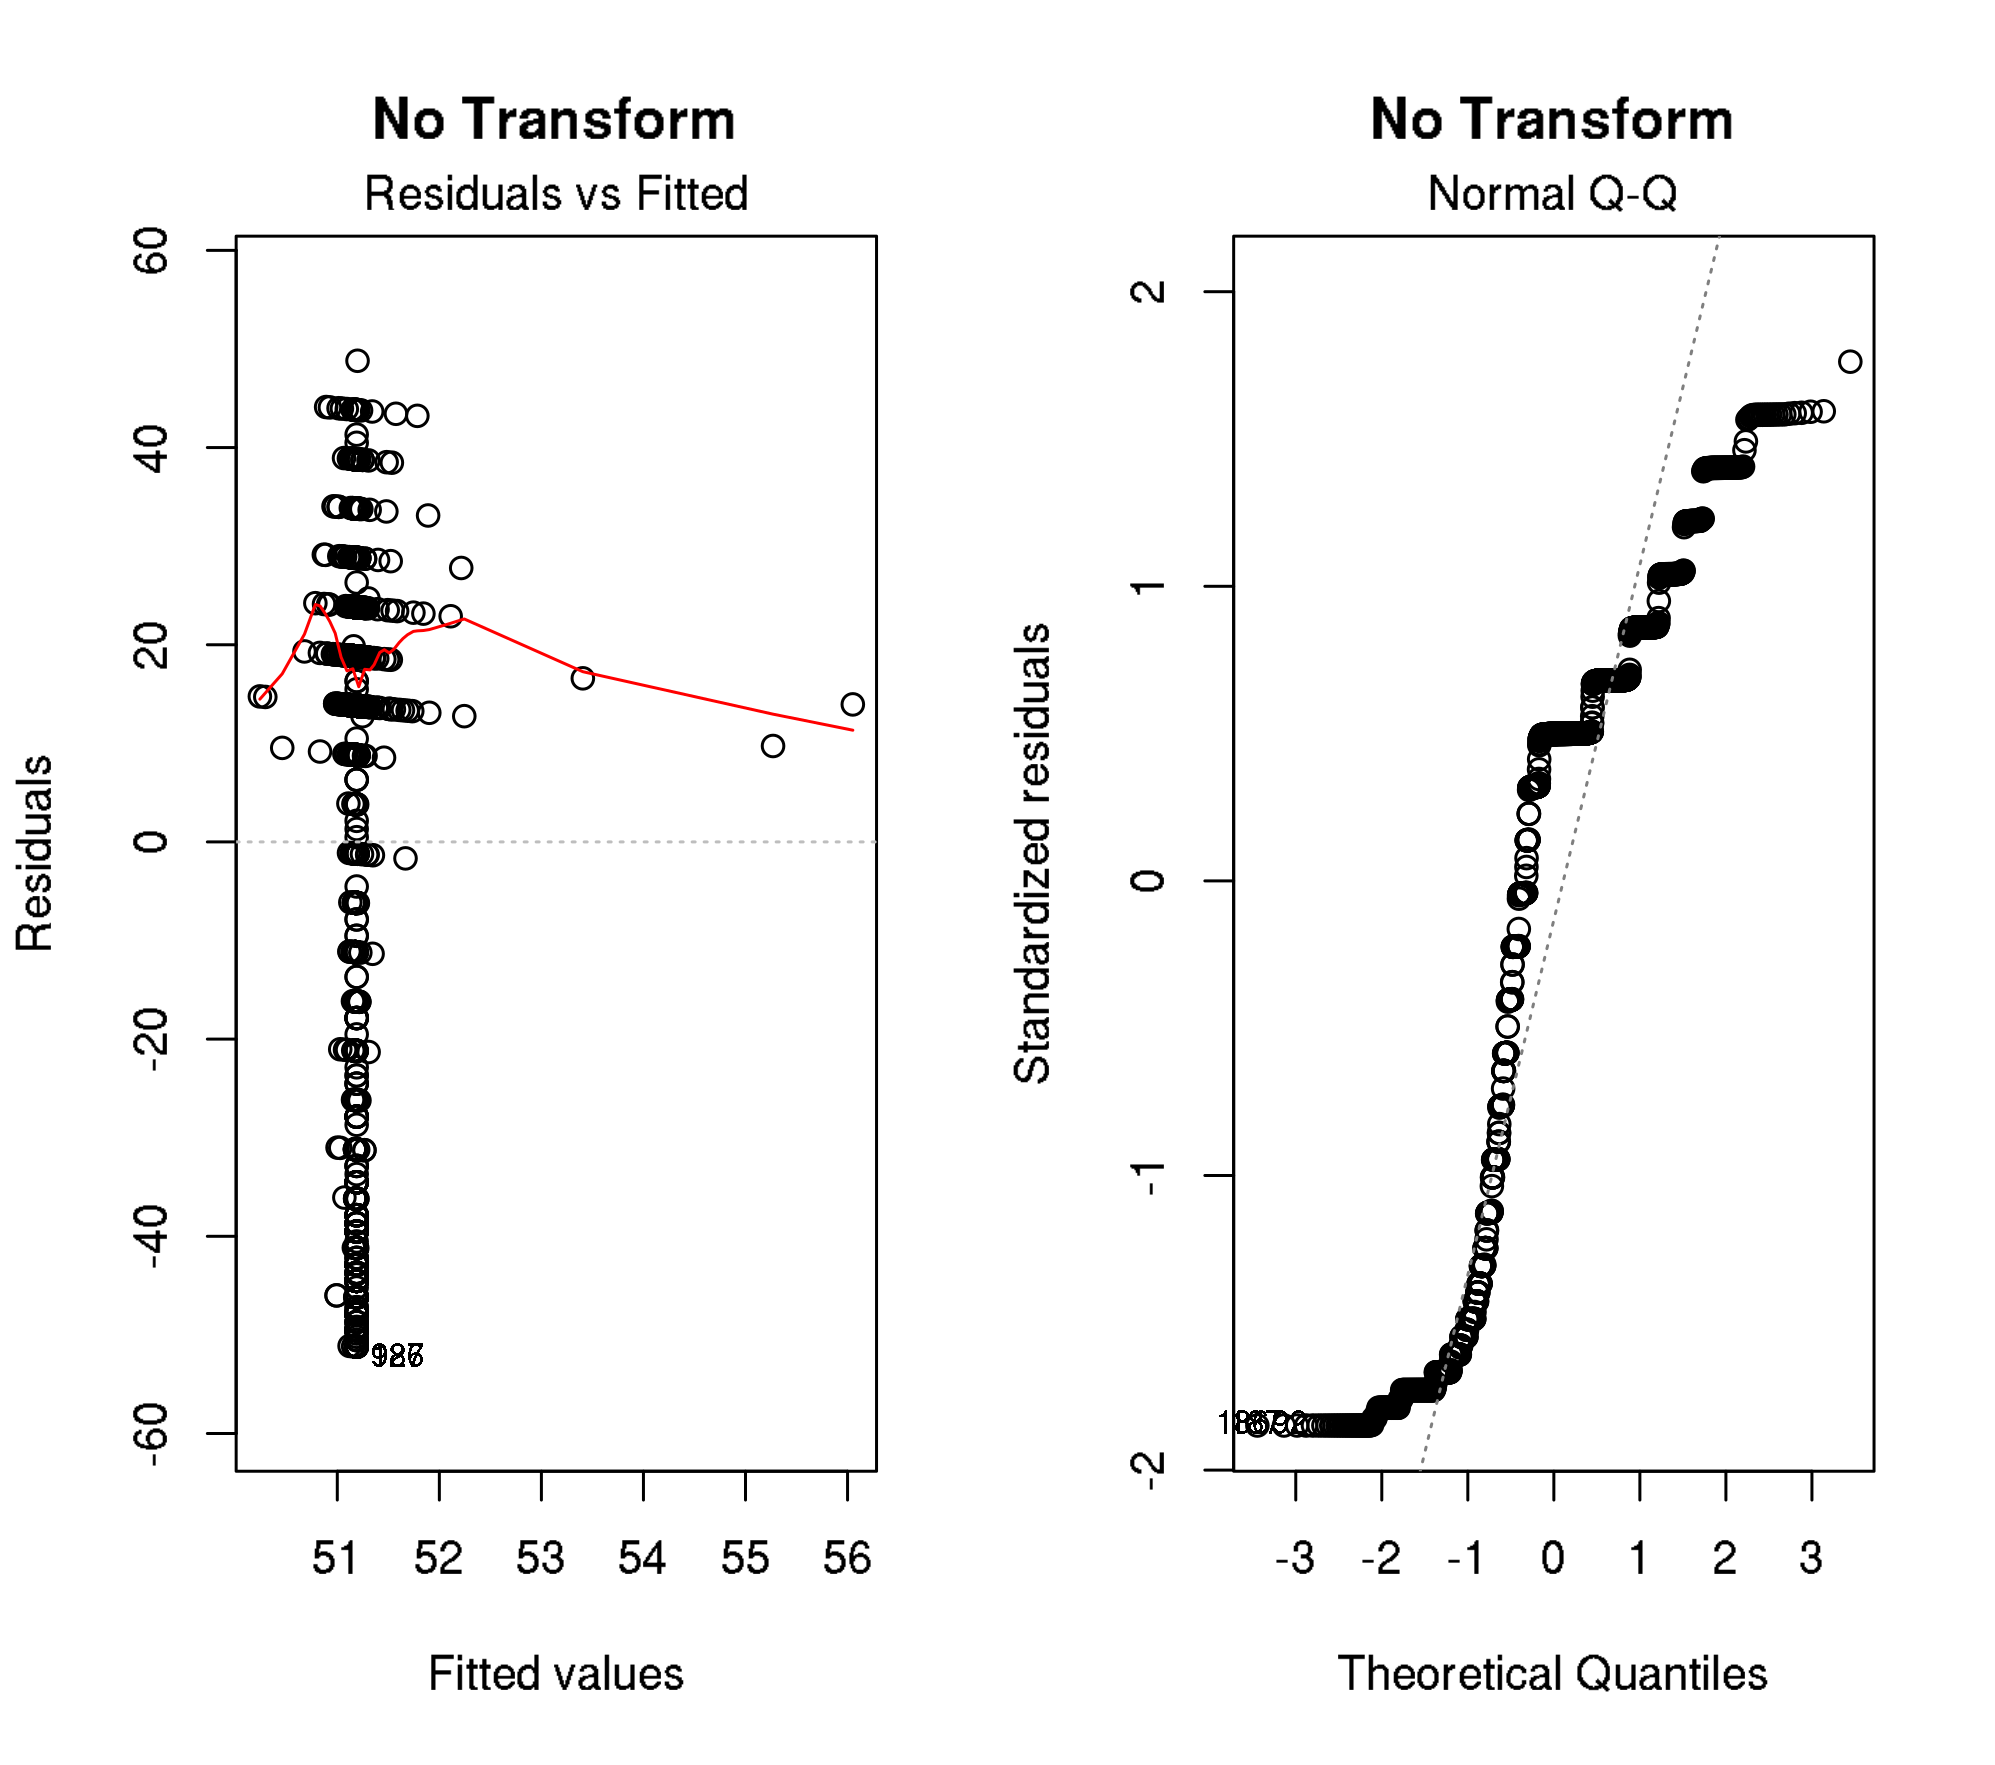 No Transform
Residuals vs Fitted
60
40
20
0
-20
-40
-60
Residuals
51 52 53 54 55 56
Fitted values
No Transform
Normal Q-Q
2
1
0
-1
-2
Standardized residuals
-3 -2 -1 0 1 2 3
Theoretical Quantiles